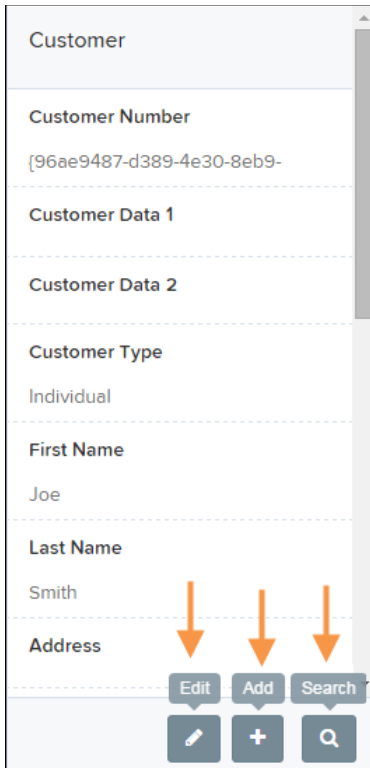 Customer
Customer Number
{96ae9487-d389-4e30-8eb9-
Customer Data 1
Customer Data 2
Customer Type
Individual
First Name
Joe
Last Name
Smith
Address
Edit Add Search